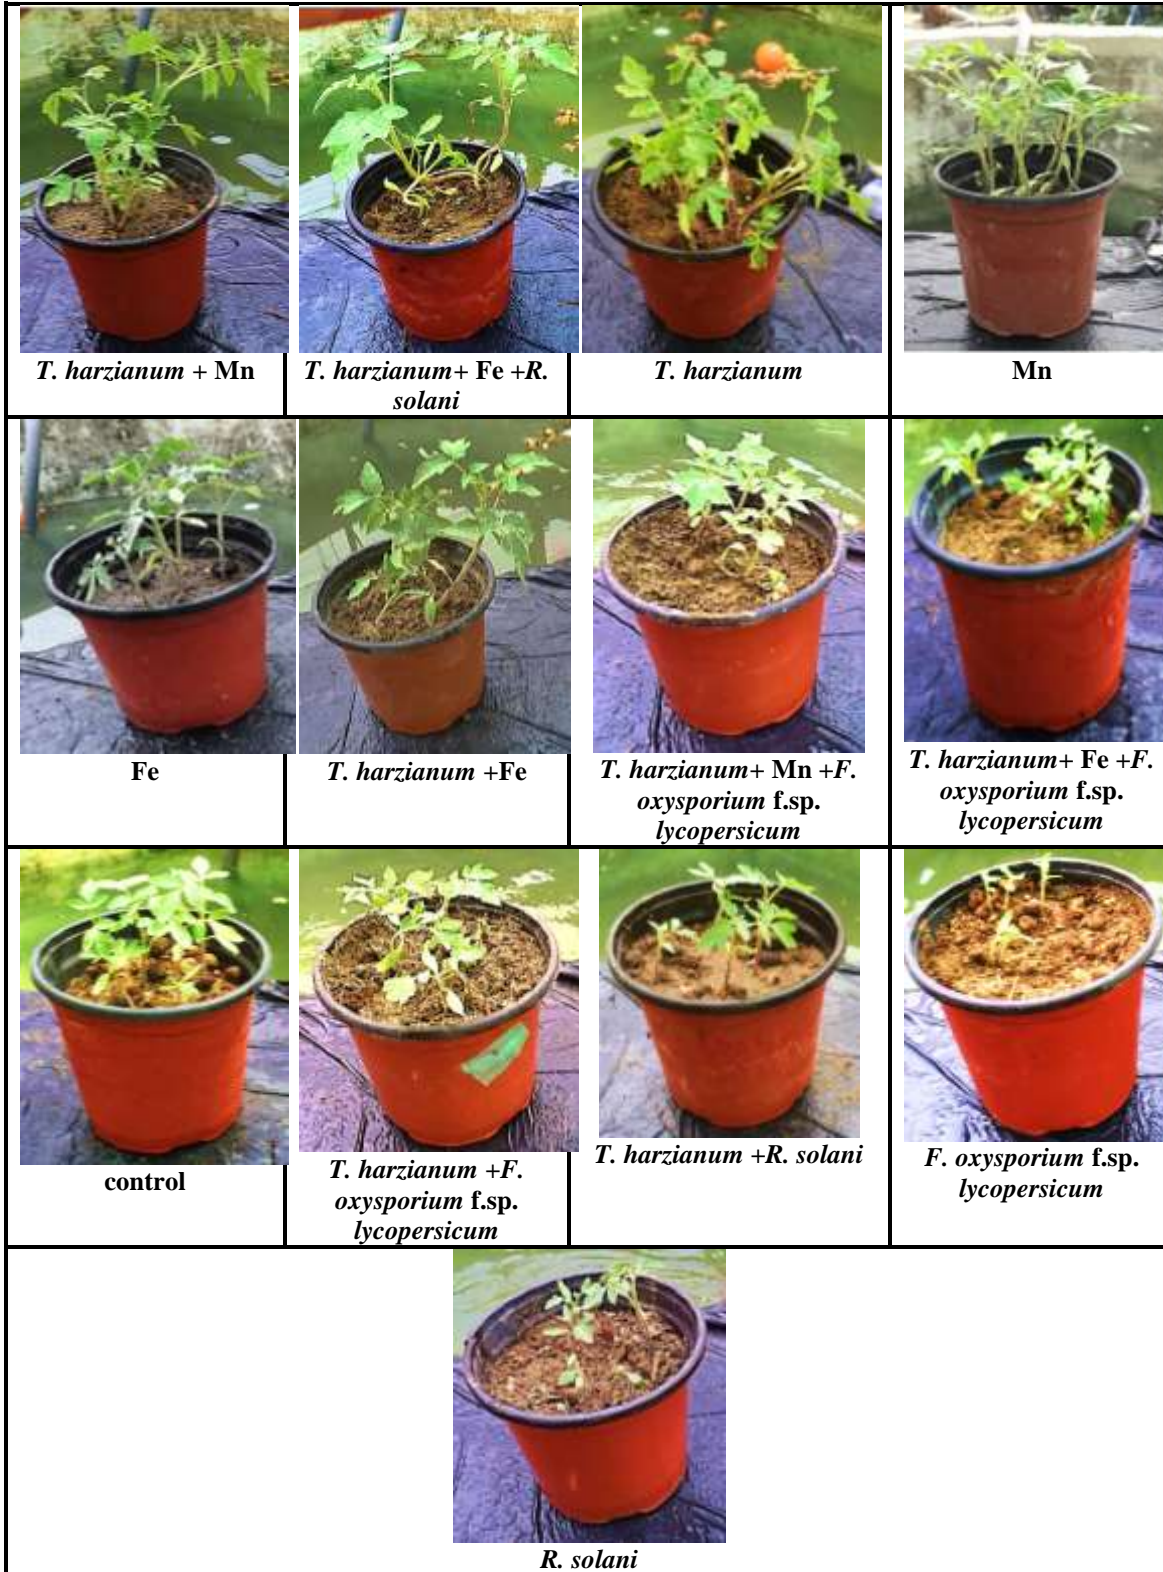 T. harzianum + Mn
T. harzianum+ Fe +R.
solani
T. harzianum
Mn
Fe
T. harzianum +Fe
T. harzianum+ Mn +F.
oxysporium f.sp.
lycopersicum
T. harzianum+ Fe +F.
oxysporium f.sp.
lycopersicum
control
T. harzianum +F.
oxysporium f.sp.
lycopersicum
T. harzianum +R. solani
F. oxysporium f.sp.
lycopersicum
R. solani